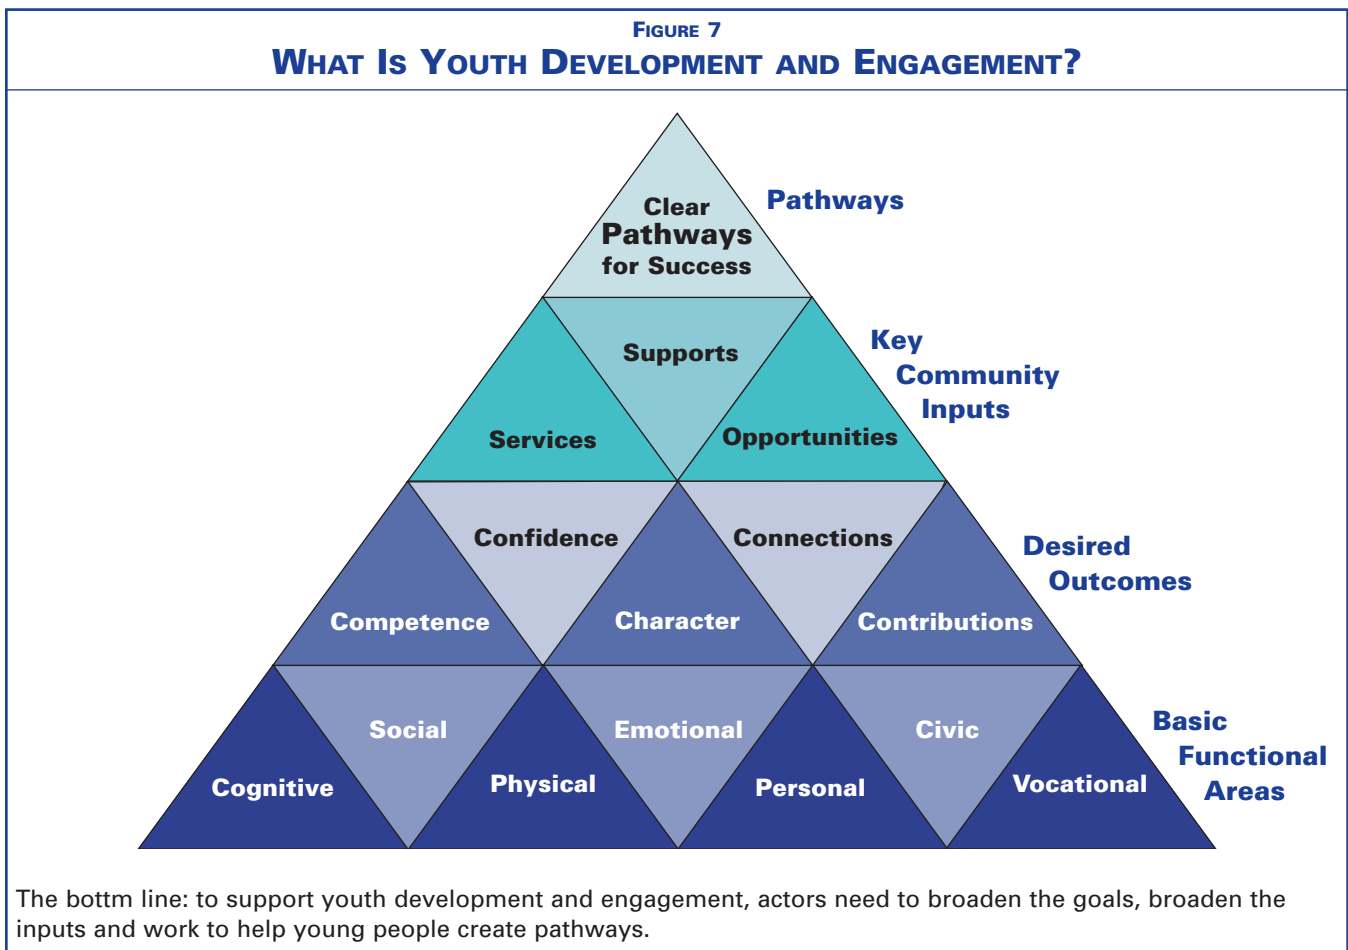 FIGURE 7
WHAT IS YOUTH DEVELOPMENT AND ENGAGEMENT?
Clear
Pathways
for Success
Pathways
Supports
Services
Opportunities
Key
Community
Inputs
Confidence
Connections
Competence
Character
Contributions
Desired
Outcomes
Social
Emotional
Civic
Cognitive
Physical
Personal
Vocational
Basic
Functional
Areas
The bottm line: to support youth development and engagement, actors need to broaden the goals, broaden the
inputs and work to help young people create pathways.